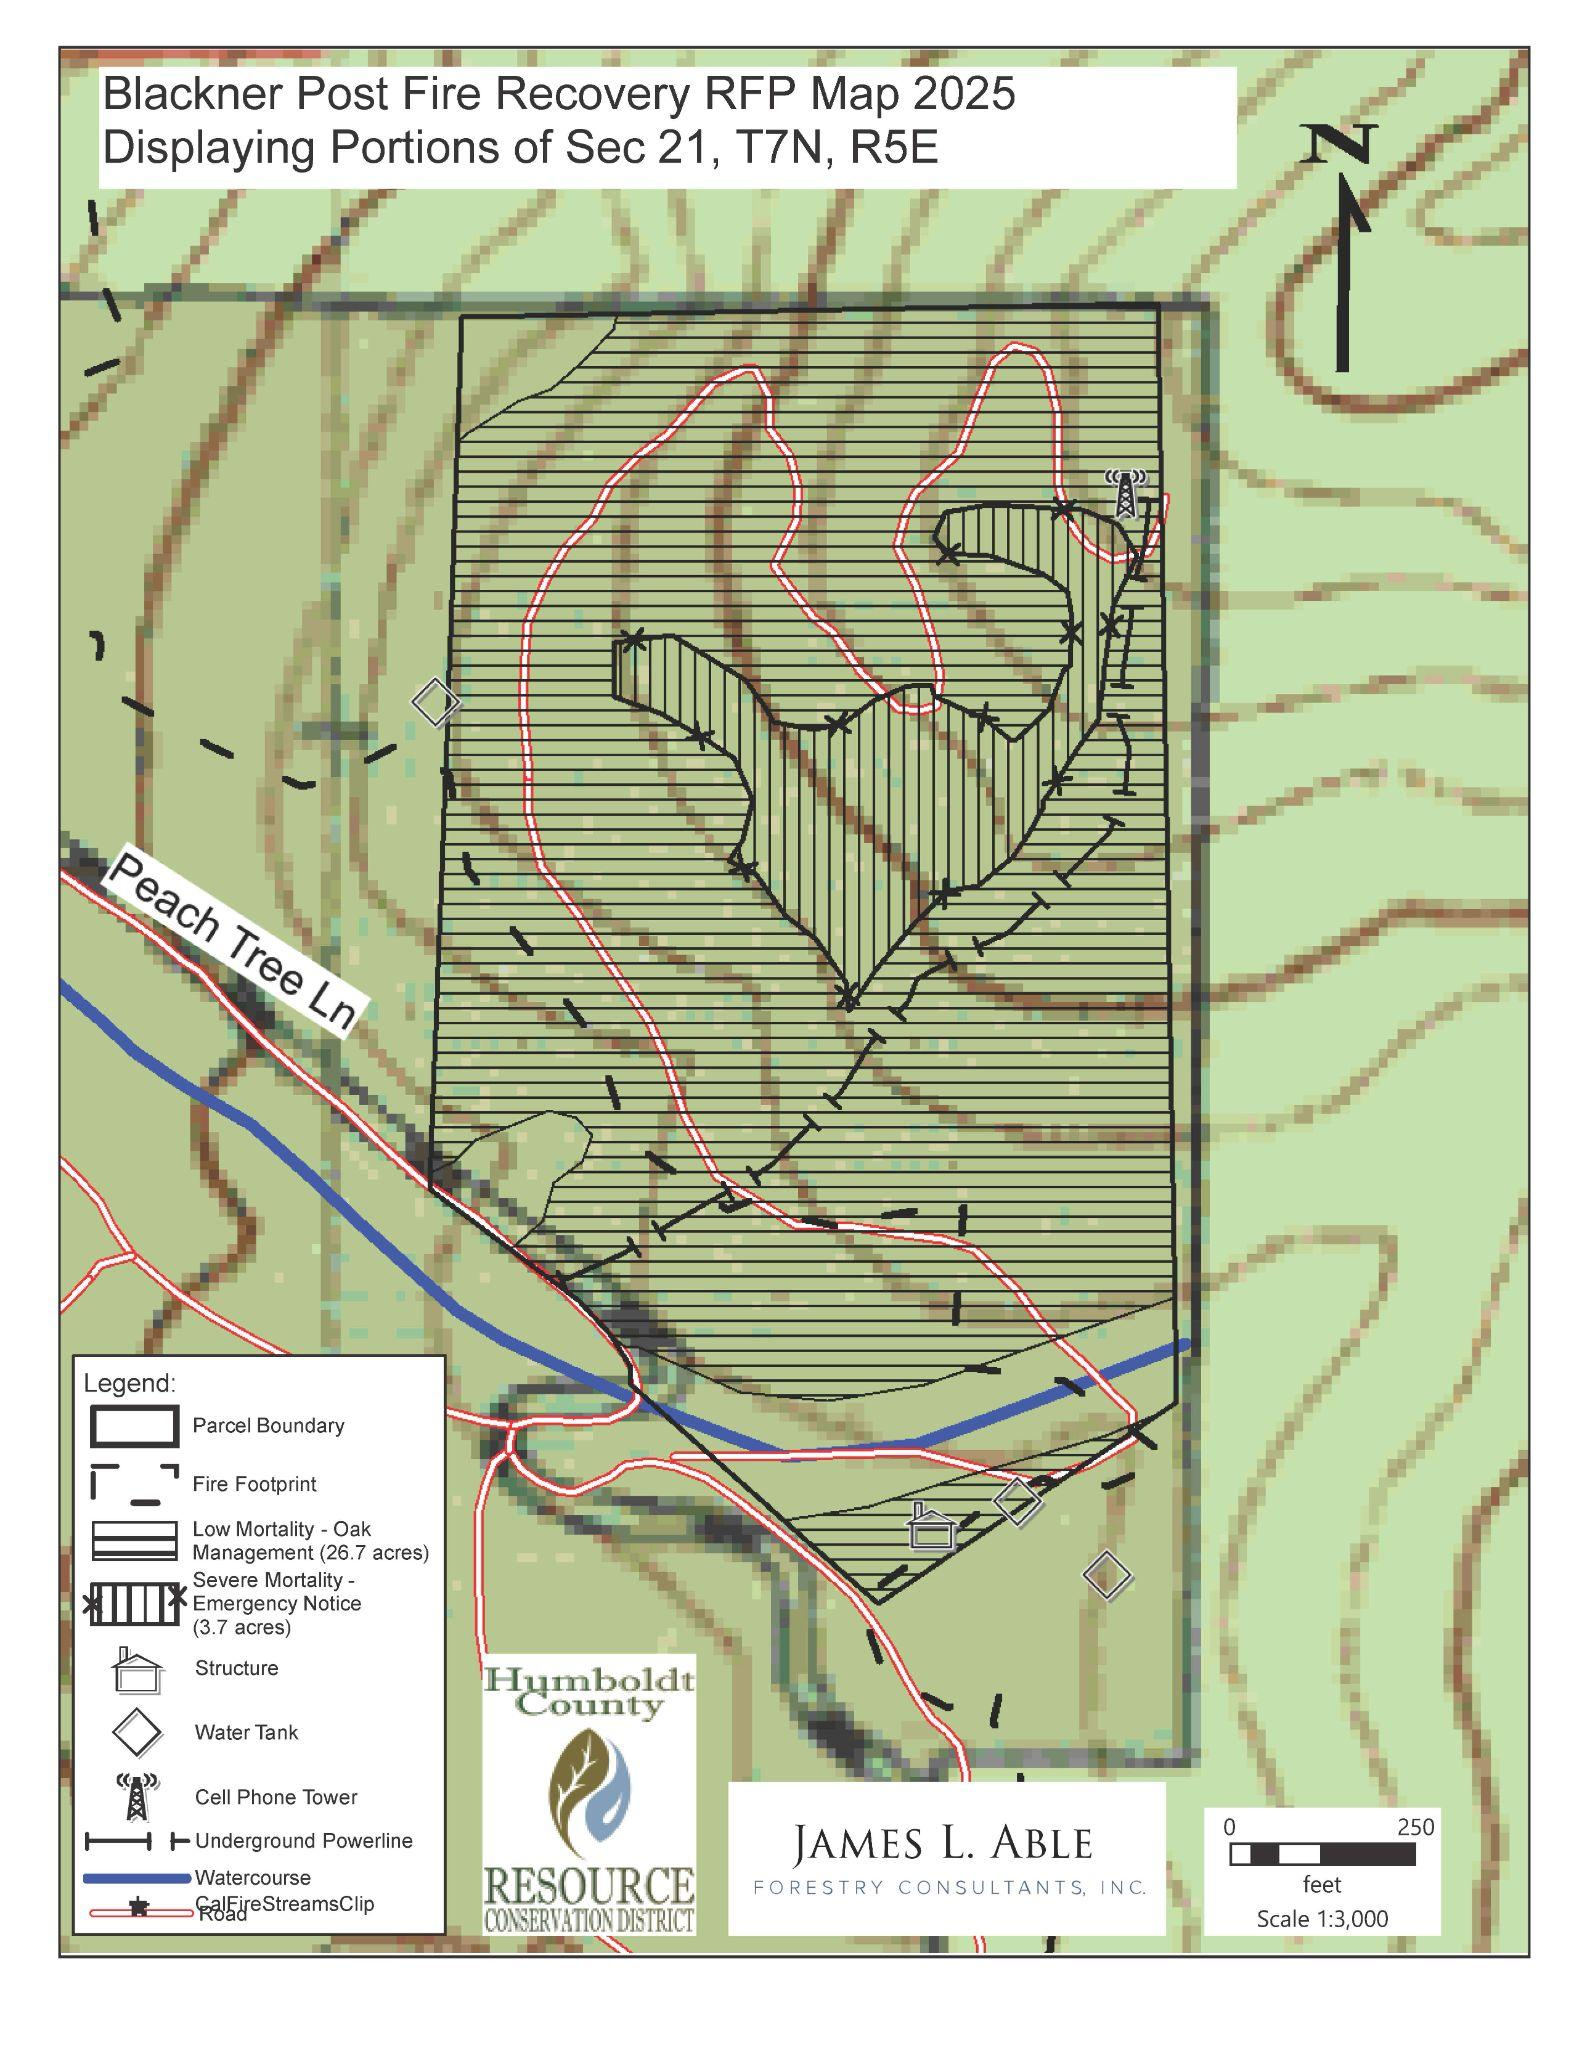 Blackner Post Fire Recovery RFP Map 2025
Displaying Portions of Sec 21, T7N, R5E
N
Peach Tree Ln
Legend:
Parcel Boundary
Fire Footprint
Low Mortality - Oak
Management (26.7 acres)
Severe Mortality -
Emergency Notice
(3.7 acres)
Structure
Water Tank
Cell Phone Tower
Underground Powerline
Watercourse
CalFireStreamsClip
Road
Humboldt
County
RESOURCE
CONSERVATION DISTRICT
JAMES L. ABLE
FORESTRY CONSULTANTS, INC.
0 250
feet
Scale 1:3,000